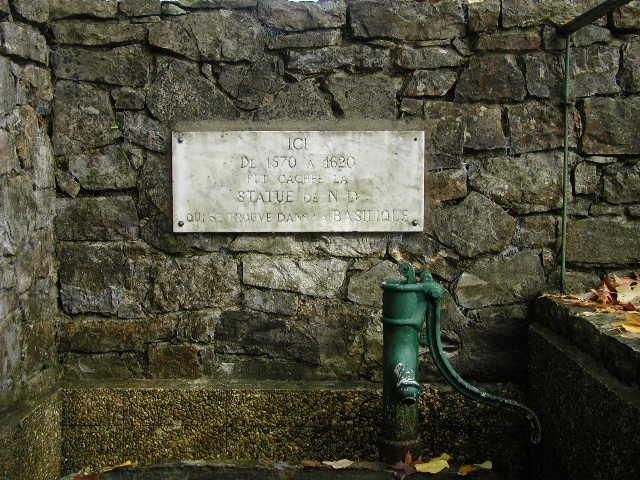 ICI
DE 1570 A 1620
FUT CACHEE LA
STATUE DE N.D.
QUI SE TROUVE DANS LA BASILIQUE